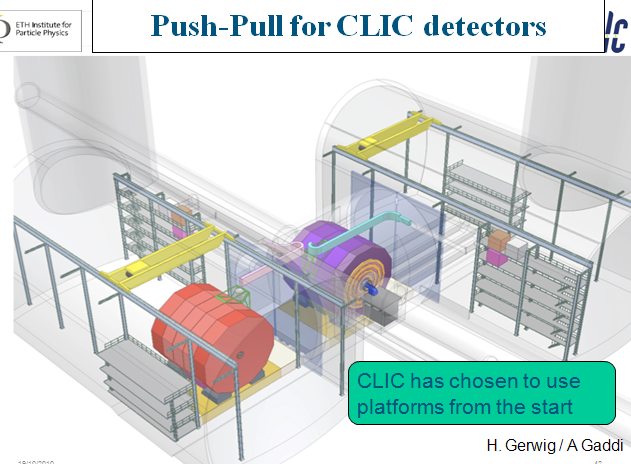 ETH Institute for
Particle Physics
Push-Pull for CLIC detectors
CLIC has chosen to use
platforms from the start
H. Gerwig / A Gaddi